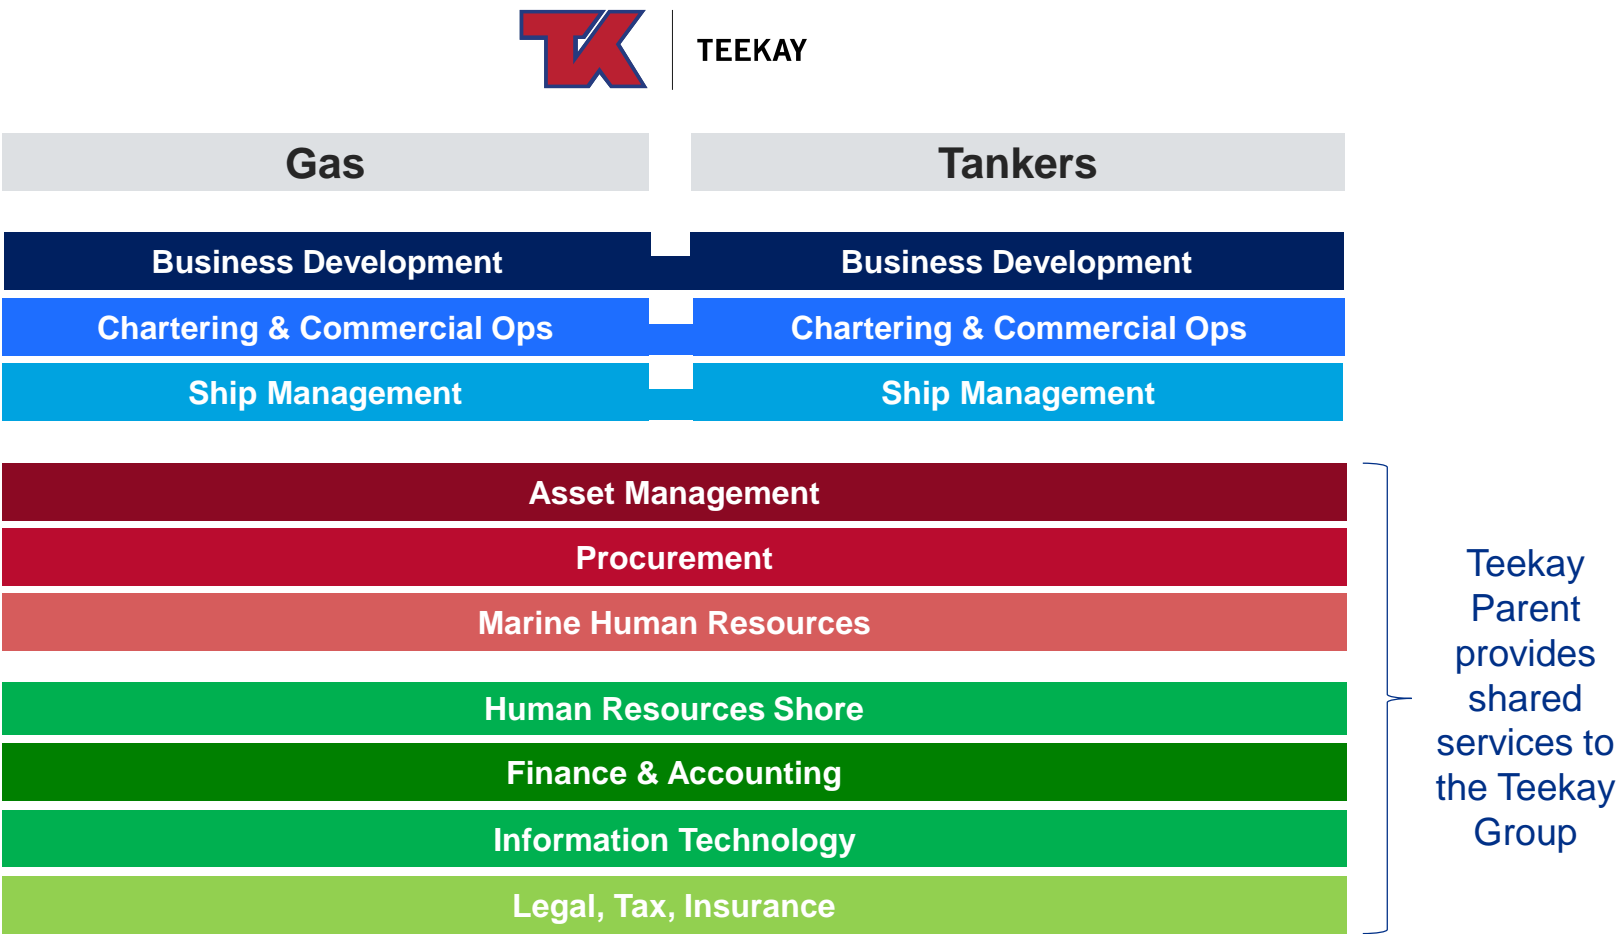 TK TEEKAY
Gas
Tankers
Business Development
Business Development
Chartering & Commercial Ops
Chartering & Commercial Ops
Ship Management
Ship Management
Asset Management
Procurement
Marine Human Resources
Human Resources Shore
Finance & Accounting
Information Technology
Legal, Tax, Insurance
Teekay
Parent
provides
shared
services to
the Teekay
Group